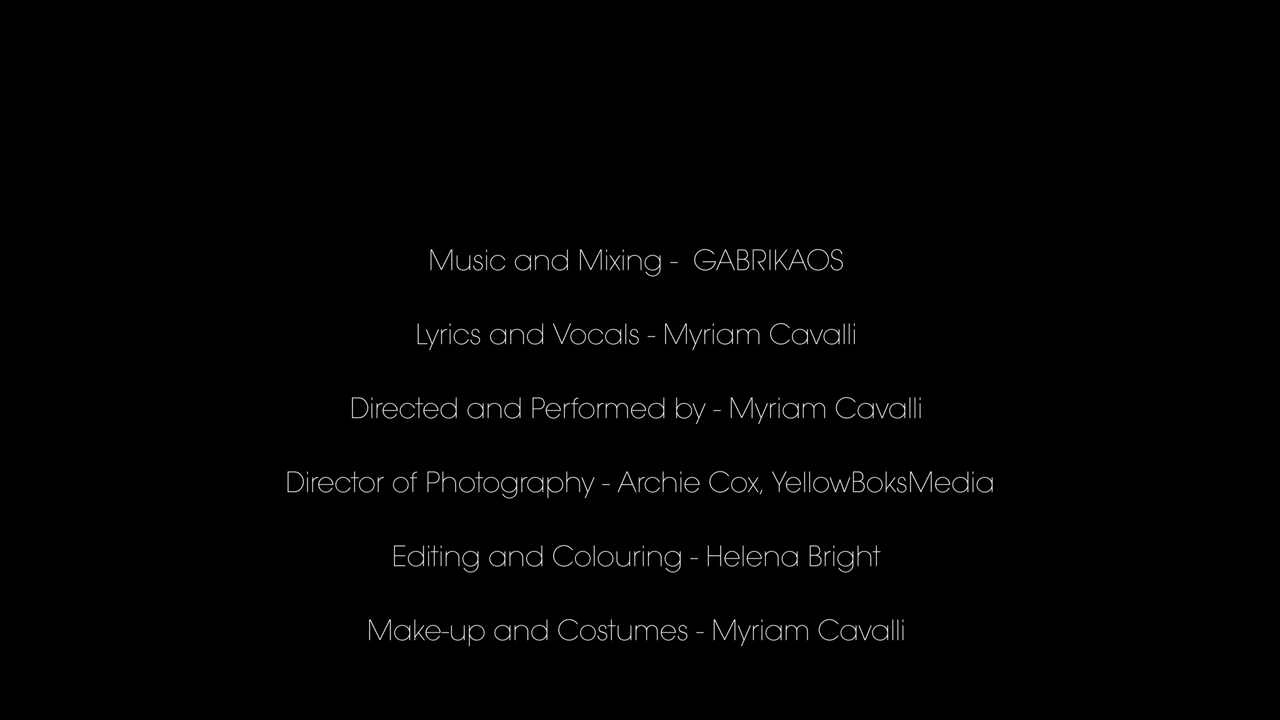 Music and Mixing -  GABRIKAOS
Lyrics and Vocals - Myriam Cavalli
Directed and Performed by - Myriam Cavalli
Director of Photography - Archie Cox, YellowBoksMedia
Editing and Colouring - Helena Bright
Make-up and Costumes - Myriam Cavalli